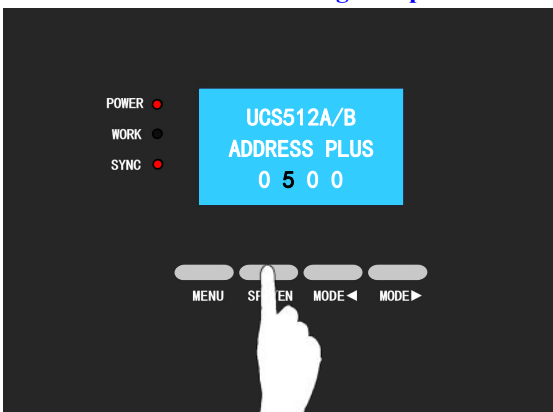 POWER
WORK
SYNC
UCS512A/B
ADDRESS PLUS
0 5 0 0
MENU
MODE◀
MODE▶